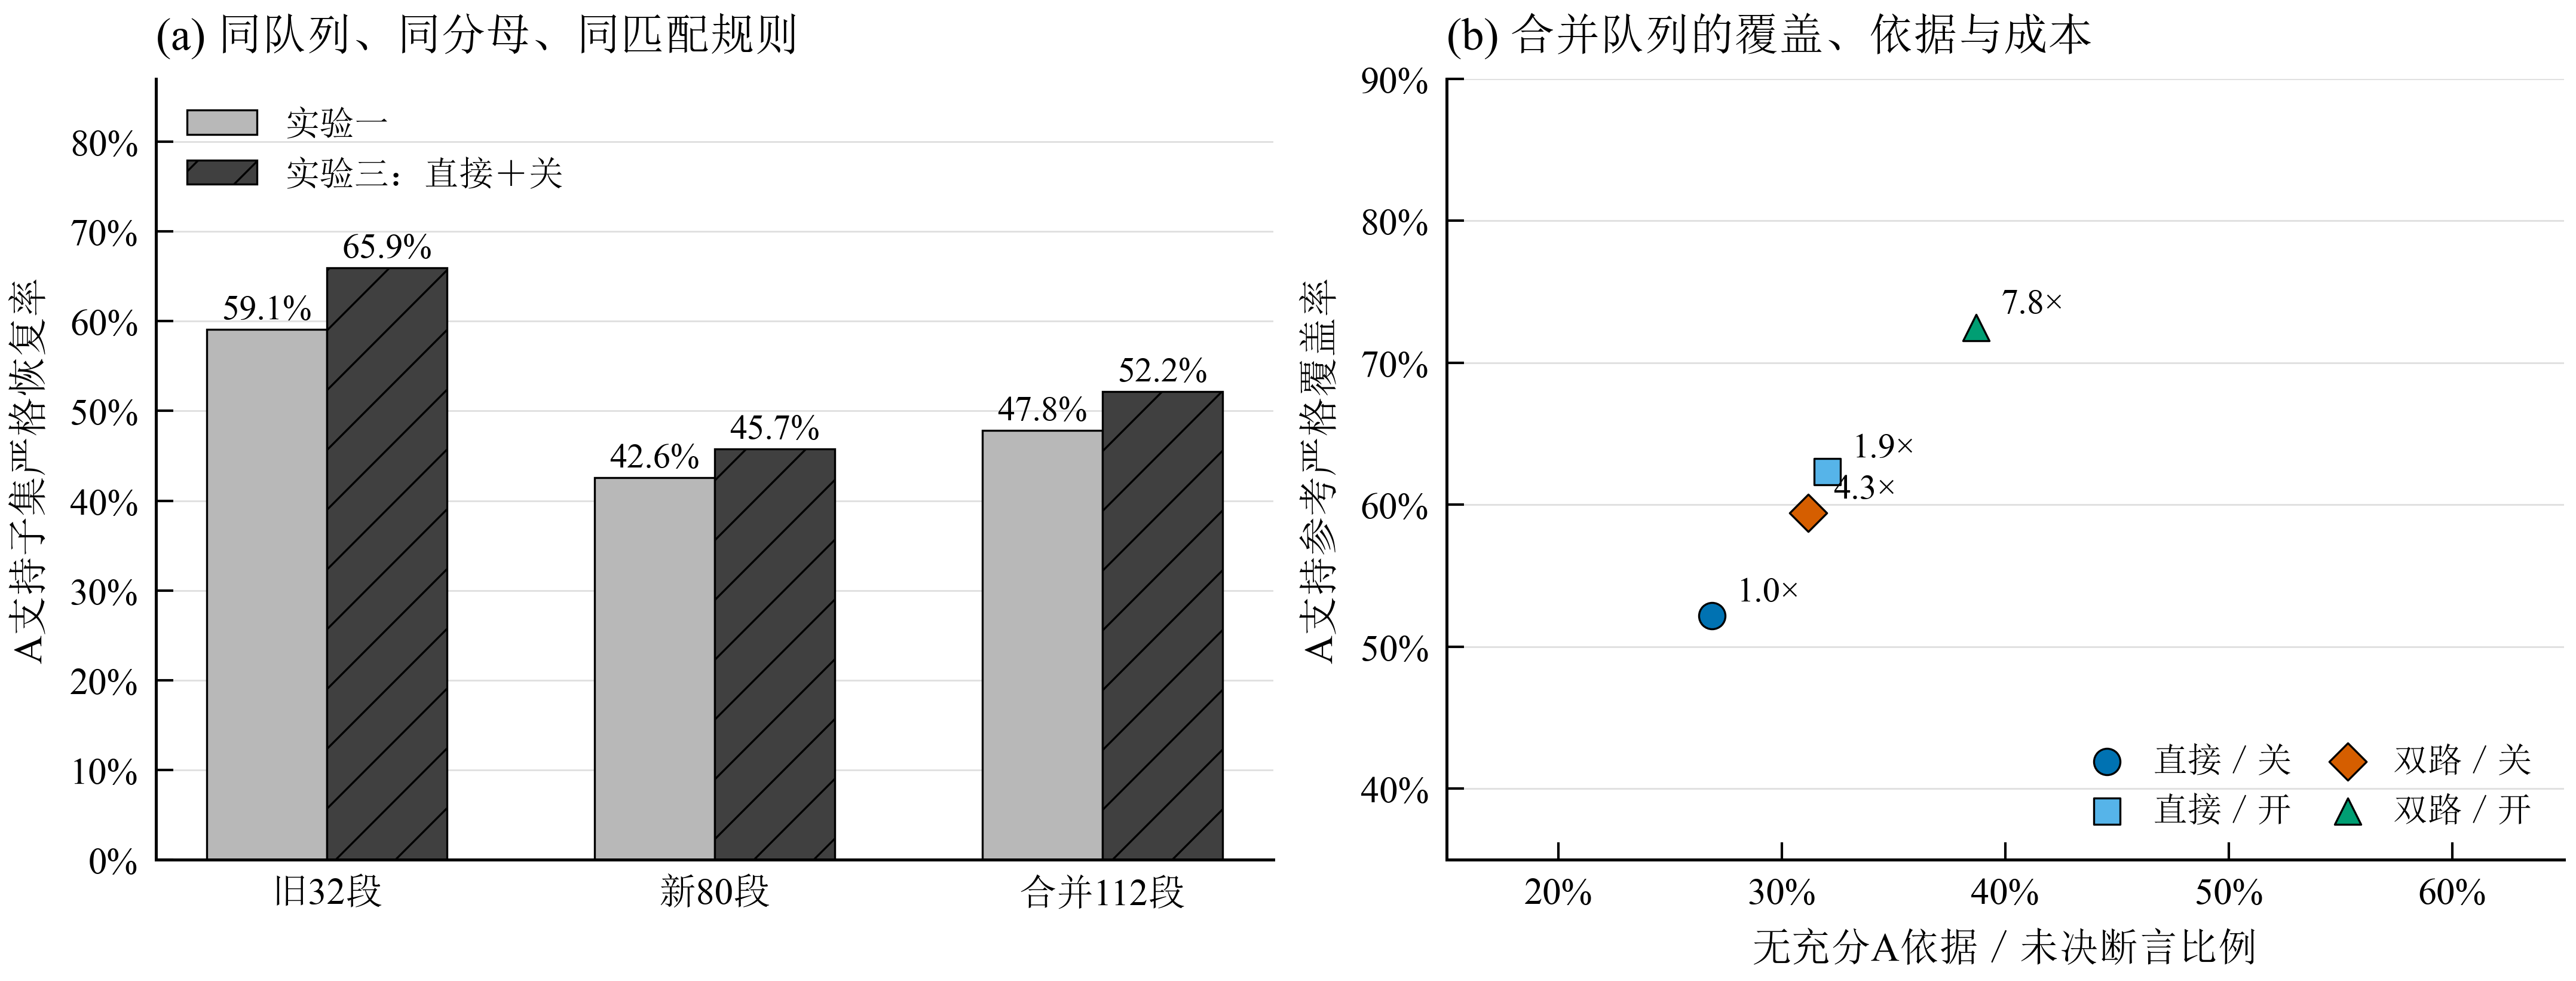 (a) 同队列、同分母、同匹配规则
A支持子集严格恢复率
80%
70%
60%
50%
40%
30%
20%
10%
0%
实验一
实验三：直接＋关
59.1%
65.9%
42.6%
45.7%
47.8%
52.2%
旧32段
新80段
合并112段
(b) 合并队列的覆盖、依据与成本
A支持参考严格覆盖率
90%
80%
70%
60%
50%
40%
7.8×
1.9×
4.3×
1.0×
直接 / 关
双路 / 关
直接 / 开
双路 / 开
20%
30%
40%
50%
60%
无充分A依据 / 未决断言比例